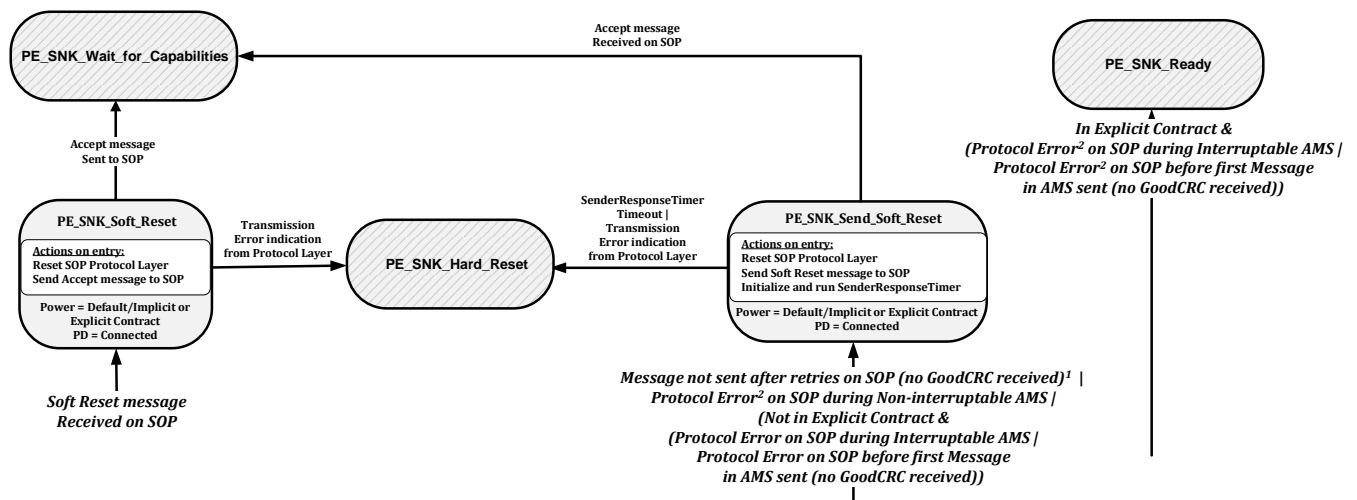 Accept message
Received on SOP
PE_SNK_Wait_for_Capabilities
PE_SNK_Ready
Accept message
Sent to SOP
In Explicit Contract &
(Protocol Error² on SOP during Interruptable AMS |
Protocol Error² on SOP before first Message
in AMS sent (no GoodCRC received))
PE_SNK_Soft_Reset
Actions on entry:
Reset SOP Protocol Layer
Send Accept message to SOP
Power = Default/Implicit or
Explicit Contract
PD = Connected
Transmission
Error indication
from Protocol Layer
PE_SNK_Hard_Reset
SenderResponseTimer
Timeout |
Transmission
Error indication
from Protocol Layer
PE_SNK_Send_Soft_Reset
Actions on entry:
Reset SOP Protocol Layer
Send Soft Reset message to SOP
Initialize and run SenderResponseTimer
Power = Default/Implicit or Explicit Contract
PD = Connected
Soft Reset message
Received on SOP
Message not sent after retries on SOP (no GoodCRC received)¹ |
Protocol Error² on SOP during Non-interruptable AMS |
(Not in Explicit Contract &
(Protocol Error on SOP during Interruptable AMS |
Protocol Error on SOP before first Message
in AMS sent (no GoodCRC received))